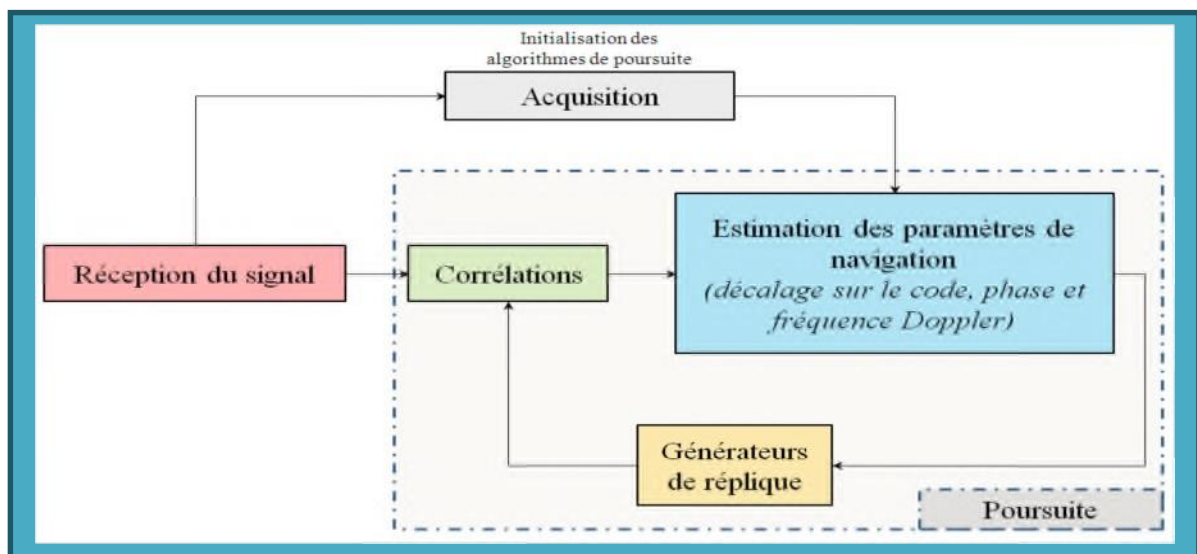 Initialisation des
algorithmes de poursuite
Acquisition
Réception du signal
Corrélations
Estimation des paramètres de
navigation
(décalage sur le code, phase et
fréquence Doppler)
Générateurs
de réplique
Poursuite